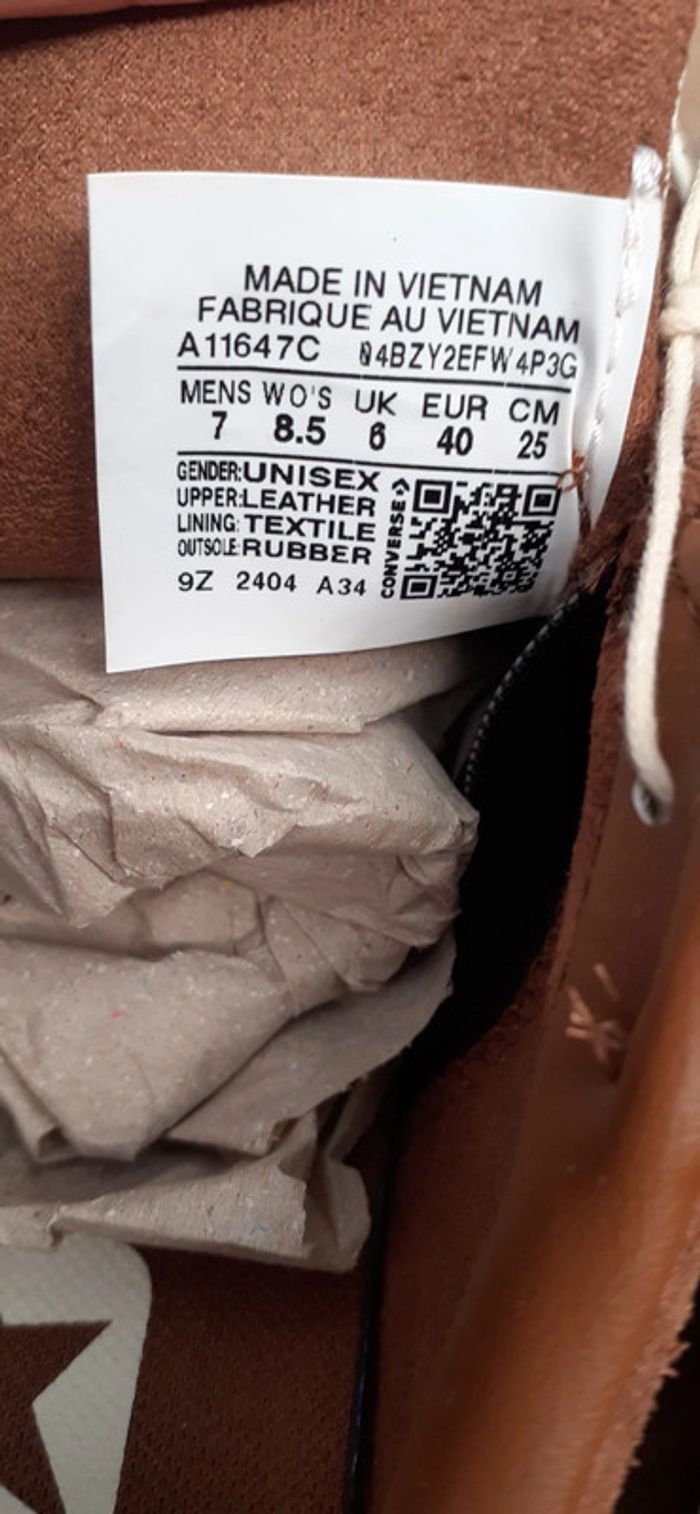 MADE IN VIETNAM
FABRIQUE AU VIETNAM
A11647C 04BZY2EFW4P3G
MENS WO'S UK EUR CM
7 8.5 6 40 25
GENDER:UNISEX
UPPER:LEATHER
LINING: TEXTILE
OUTSOLE:RUBBER
CONVERSE
9Z 2404 A34